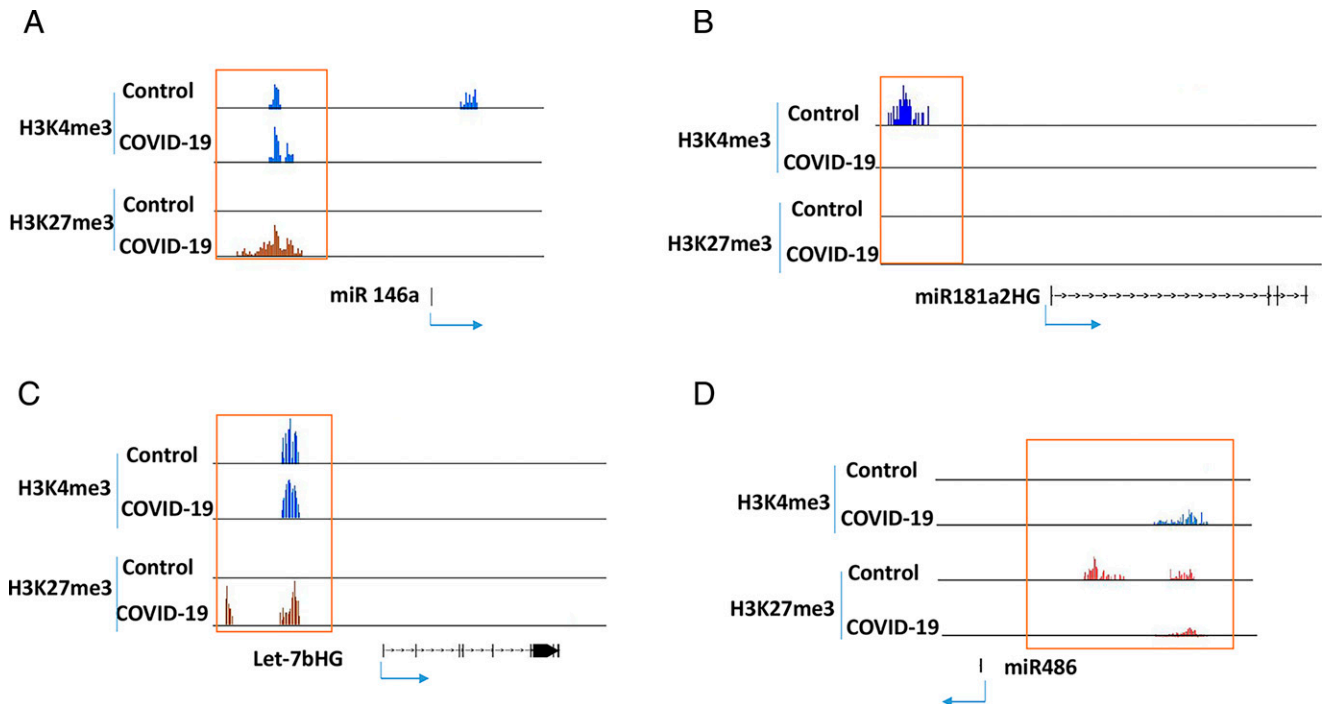 A
Control
H3K4me3
COVID-19
Control
H3K27me3
COVID-19
miR 146a
B
Control
H3K4me3
COVID-19
Control
H3K27me3
COVID-19
miR181a2HG
C
Control
H3K4me3
COVID-19
Control
H3K27me3
COVID-19
Let-7bHG
D
Control
H3K4me3
COVID-19
Control
H3K27me3
COVID-19
miR486